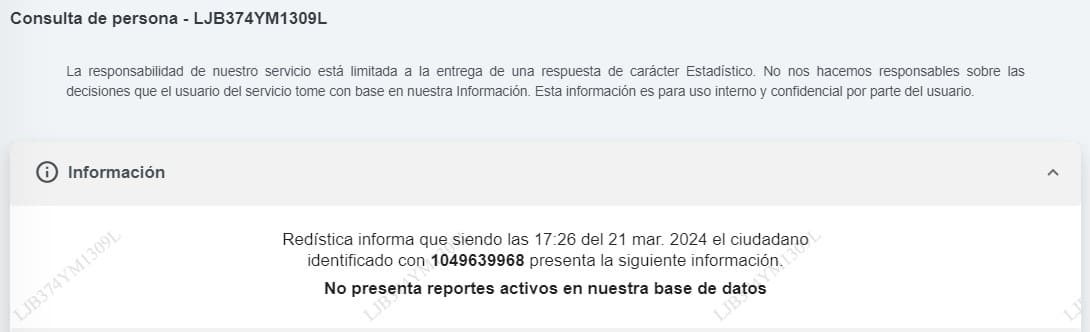 Consulta de persona - LJB374YM1309L
La responsabilidad de nuestro servicio está limitada a la entrega de una respuesta de carácter Estadístico. No nos hacemos responsables sobre las
decisiones que el usuario del servicio tome con base en nuestra Información. Esta información es para uso interno y confidencial por parte del usuario.
Información
Redística informa que siendo las 17:26 del 21 mar. 2024 el ciudadano
identificado con 1049639968 presenta la siguiente información.
No presenta reportes activos en nuestra base de datos
LJB374YM1309L
LJB374YM1309L
LJB374YM1309L